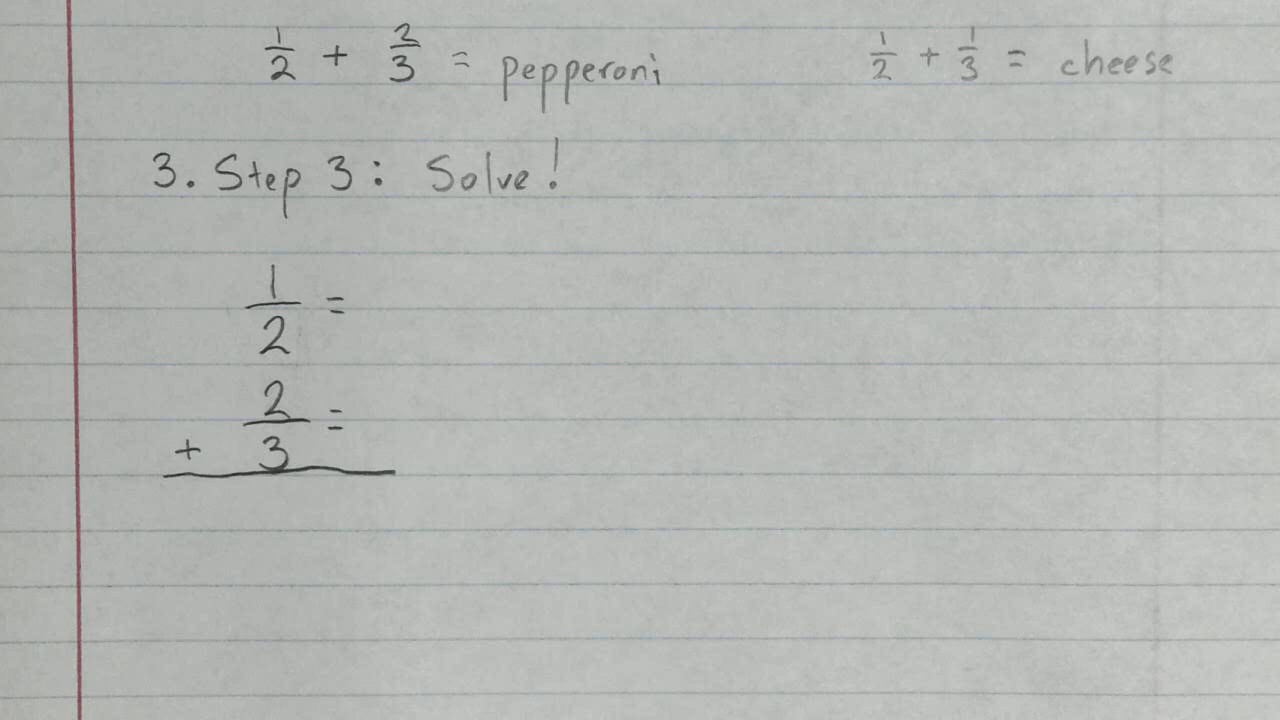 1/2 + 2/3 = pepperoni 1/2 + 1/3 = cheese
3. Step 3: Solve!
1/2 =
+ 2/3 =